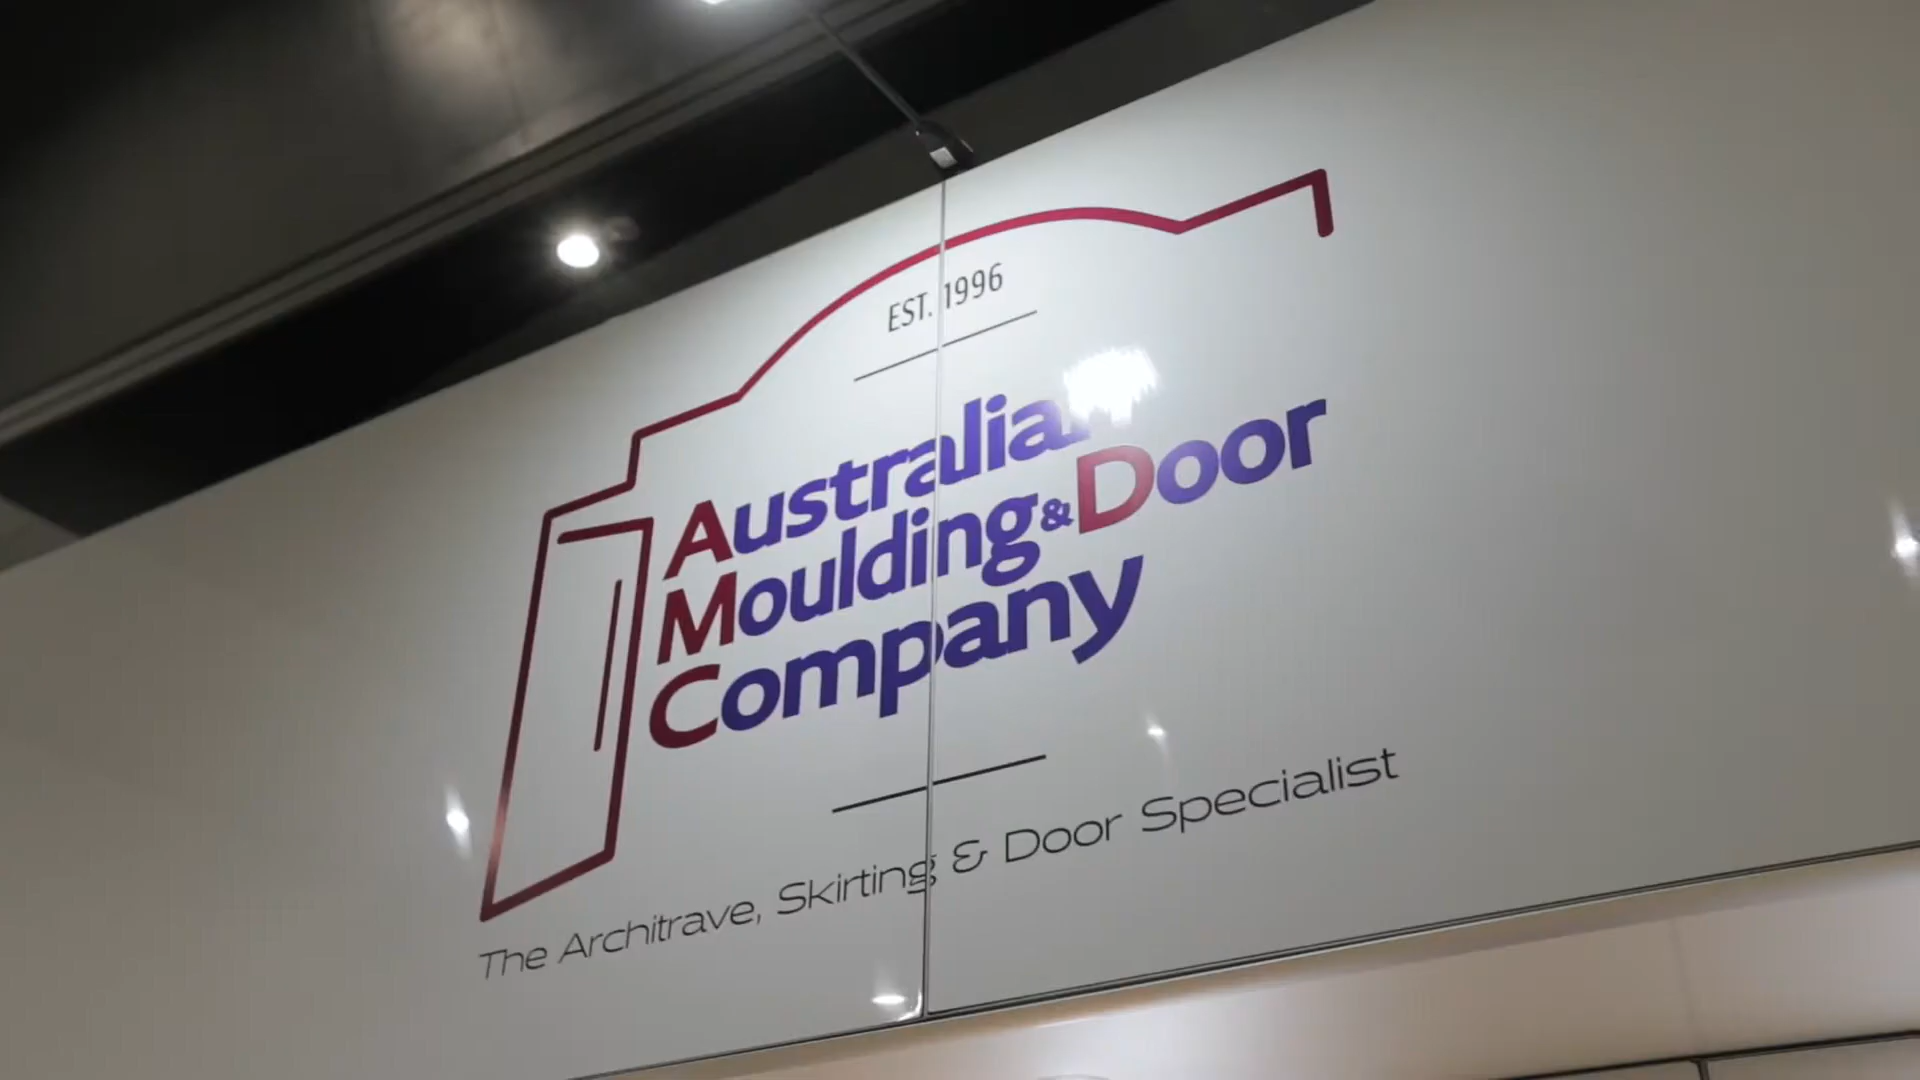 EST. 1996
Australian
Moulding & Door
Company
The Architrave, Skirting & Door Specialist